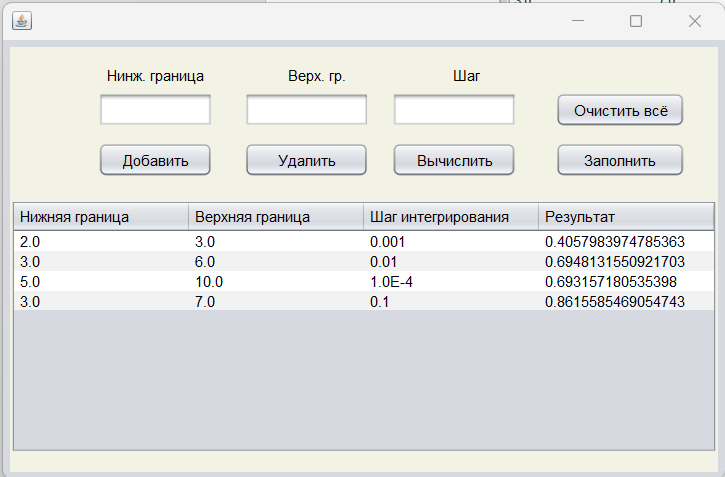 Нинж. граница Верх. гр. Шаг
Очистить всё
Добавить Удалить Вычислить Заполнить
Нижняя граница Верхняя граница Шаг интегрирования Результат
2.0 3.0 0.001 0.4057983974785363
3.0 6.0 0.01 0.6948131550921703
5.0 10.0 1.0E-4 0.693157180535398
3.0 7.0 0.1 0.8615585469054743